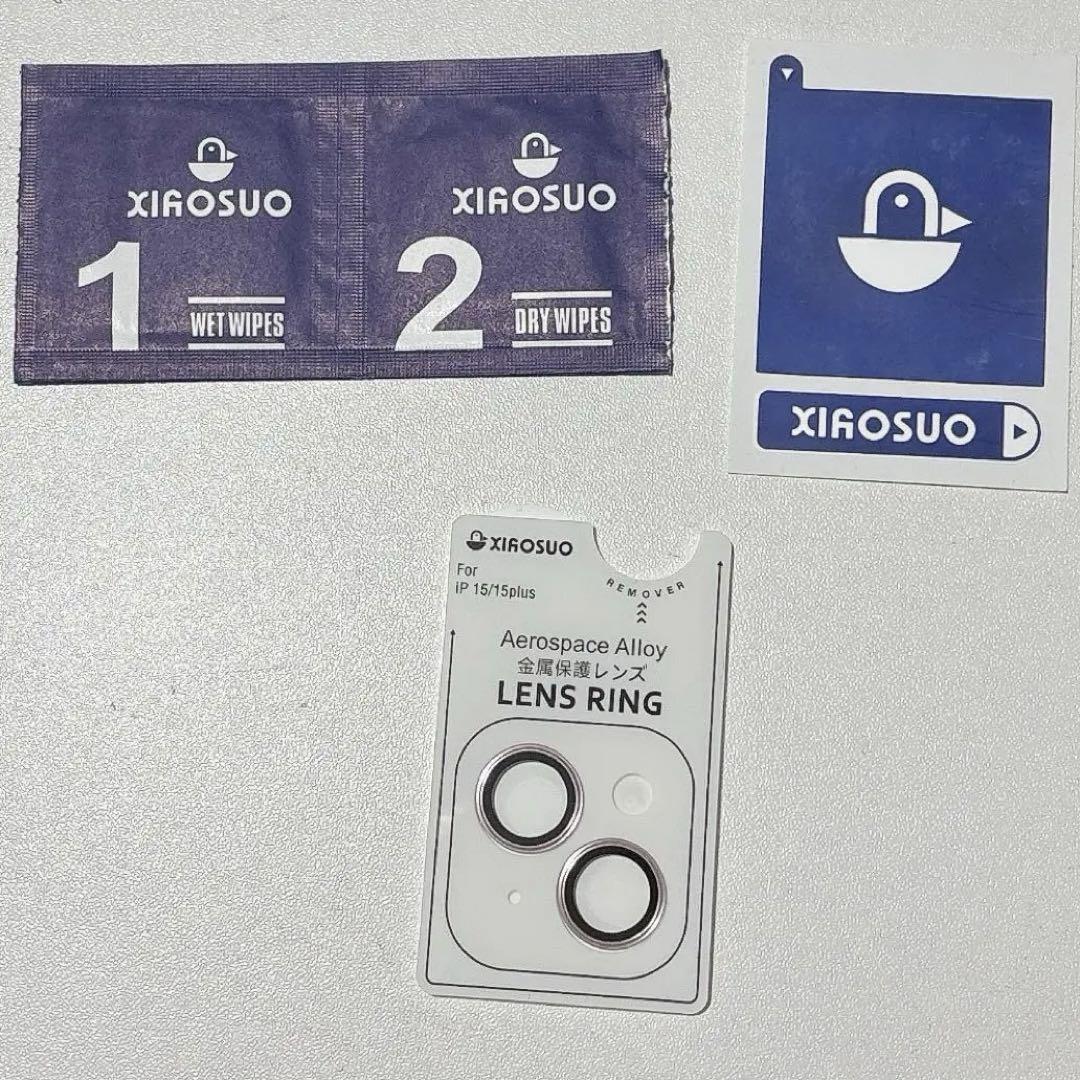 XIAOSUO
1
WET WIPES
XIAOSUO
2
DRY WIPES
XIAOSUO
XIAOSUO
For
iP 15/15plus
REMOVER
Aerospace Alloy
金属保護レンズ
LENS RING